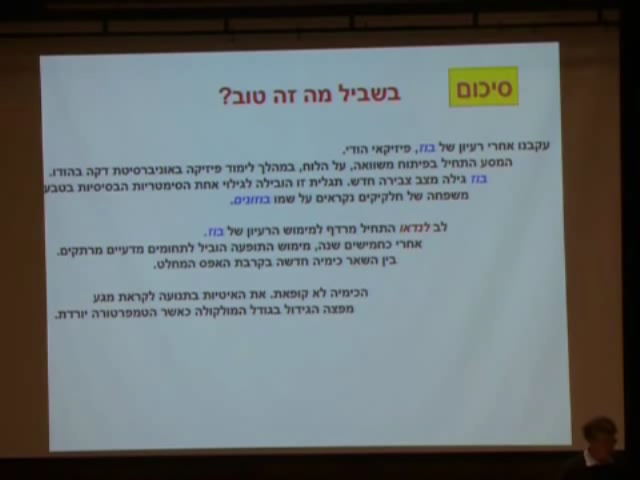 סיכום
בשביל מה זה טוב?
עקבנו אחרי רעיון של בוז, פיזיקאי הודי.
המסע התחיל בפיתוח משוואה, על הלוח, במהלך לימוד פיזיקה באוניברסיטת דקה בהודו.
בוז גילה מצב צבירה חדש. תגלית זו הובילה לגילוי אחת הסימטריות הבסיסיות בטבע
משפחה של חלקיקים נקראים על שמו בוזונים.
לב לנדאו התחיל מרדף למימוש הרעיון של בוז.
אחרי כחמישים שנה, מימוש התופעה הוביל לתחומים מדעיים מרתקים.
בין השאר כימיה חדשה בקרבת האפס המחלט.
הכימיה לא קופאת. את האיטיות בתנועה לקראת מגע
מפצה הגידול בגודל המולקולה כאשר הטמפרטורה יורדת.